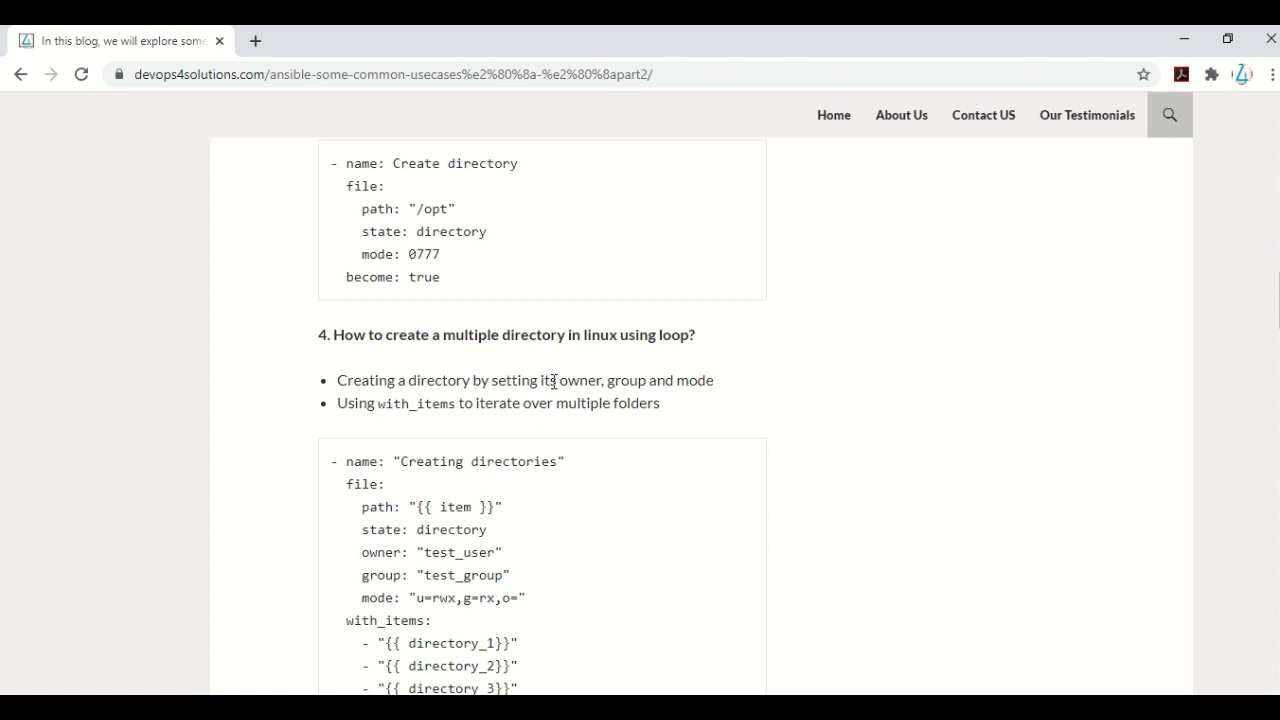 In this blog, we will explore some
devops4solutions.com/ansible-some-common-usecases%e2%80%8a-%e2%80%8apart2/
Home About Us Contact US Our Testimonials
- name: Create directory
file:
path: "/opt"
state: directory
mode: 0777
become: true
4. How to create a multiple directory in linux using loop?
• Creating a directory by setting its owner, group and mode
• Using with_items to iterate over multiple folders
- name: "Creating directories"
file:
path: "{{ item }}"
state: directory
owner: "test_user"
group: "test_group"
mode: "u=rwx,g=rx,o="
with_items:
- "{{ directory_1}}"
- "{{ directory_2}}"
- "{{ directory_3}}"